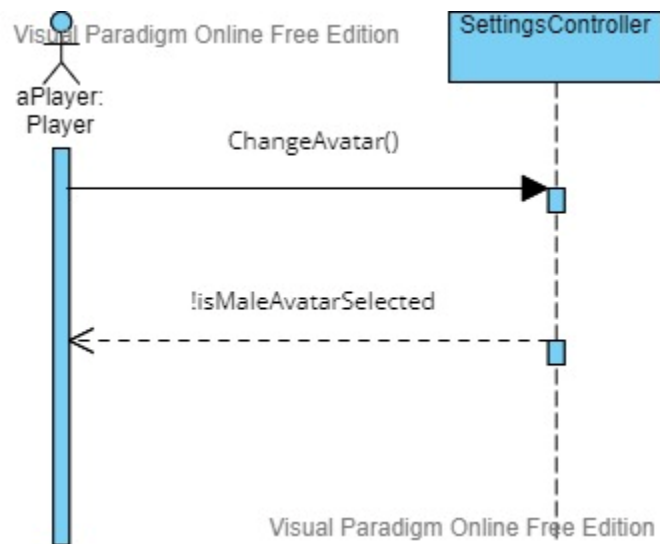 Visual Paradigm Online Free Edition
SettingsController
aPlayer:
Player
ChangeAvatar()
!isMaleAvatarSelected
Visual Paradigm Online Free Edition